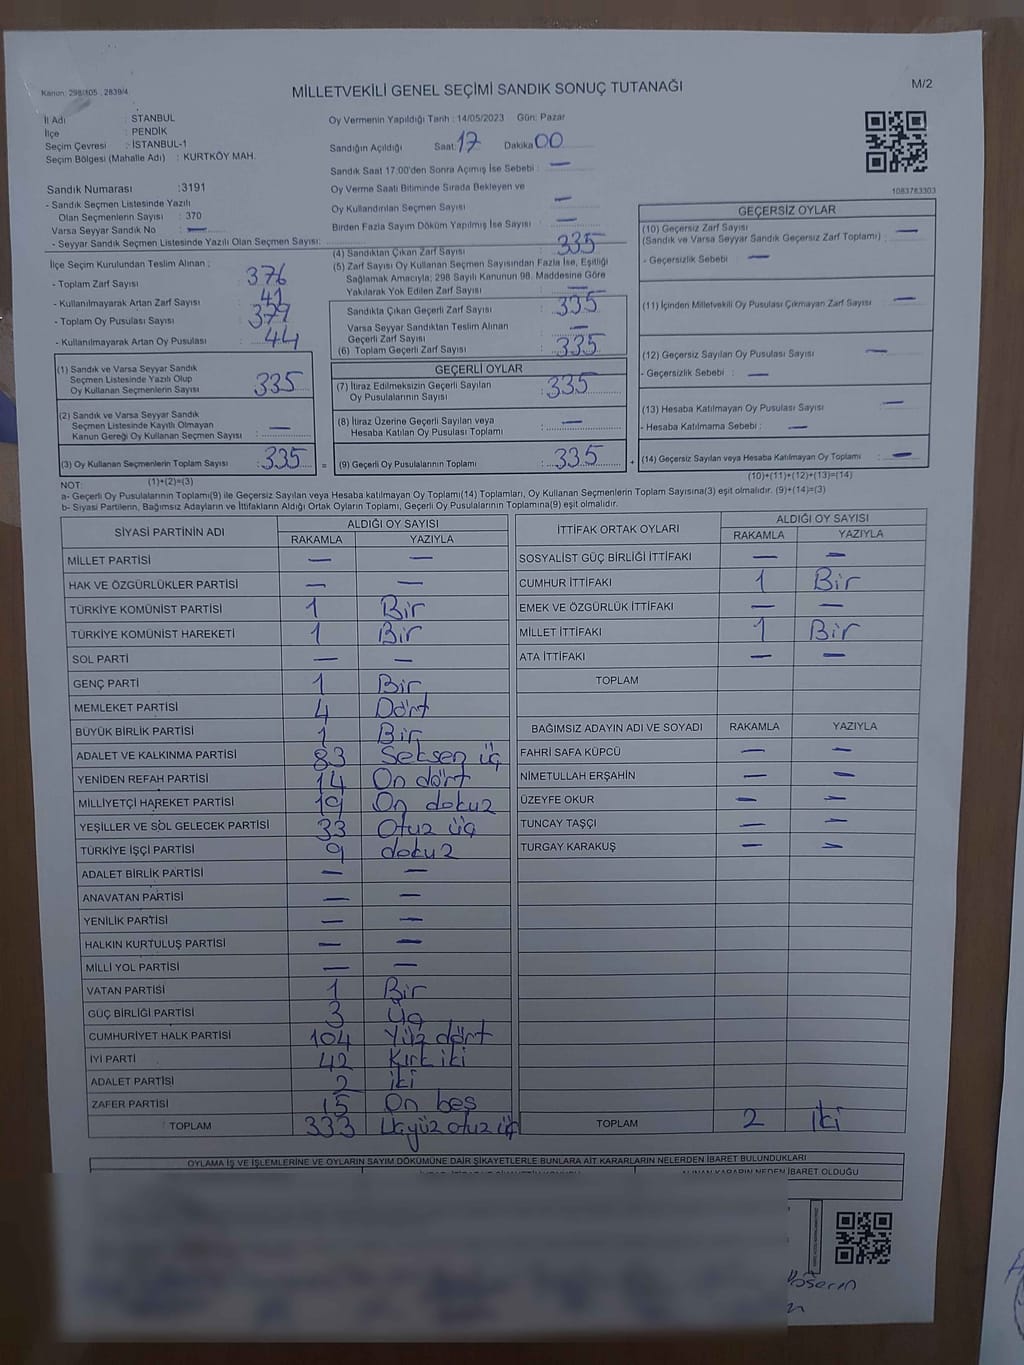 Kanun: 298/105 , 2839/4
MİLLETVEKİLİ GENEL SEÇİMİ SANDIK SONUÇ TUTANAĞI
M/2
İl Adı : STANBUL
İlçe : PENDİK
Seçim Çevresi : İSTANBUL-1
Seçim Bölgesi (Mahalle Adı) : KURTKÖY MAH.
Sandık Numarası : 3191
- Sandık Seçmen Listesinde Yazılı
Olan Seçmenlerin Sayısı : 370
Varsa Seyyar Sandık No : —
- Seyyar Sandık Seçmen Listesinde Yazılı Olan Seçmen Sayısı:
Oy Vermenin Yapıldığı Tarih : 14/05/2023 Gün: Pazar
Sandığın Açıldığı Saat: 17 Dakika 00
Sandık Saat 17:00'den Sonra Açımış İse Sebebi : —
Oy Verme Saati Bitiminde Sırada Bekleyen ve
Oy Kullandırılan Seçmen Sayısı : —
Birden Fazla Sayım Döküm Yapılmış İse Sayısı : —
1083763303
İlçe Seçim Kurulundan Teslim Alınan ;
- Toplam Zarf Sayısı : 376
- Kullanılmayarak Artan Zarf Sayısı : 41
- Toplam Oy Pusulası Sayısı : 379
- Kullanılmayarak Artan Oy Pusulası : 44
(1) Sandık ve Varsa Seyyar Sandık
Seçmen Listesinde Yazılı Olup
Oy Kullanan Seçmenlerin Sayısı : 335
(2) Sandık ve Varsa Seyyar Sandık
Seçmen Listesinde Kayıtlı Olmayan
Kanun Gereği Oy Kullanan Seçmen Sayısı : —
(3) Oy Kullanan Seçmenlerin Toplam Sayısı : 335 =
(1)+(2)=(3)
(4) Sandıktan Çıkan Zarf Sayısı : 335
(5) Zarf Sayısı Oy Kullanan Seçmen Sayısından Fazla İse, Eşitliği
Sağlamak Amacıyla; 298 Sayılı Kanunun 98. Maddesine Göre
Yakılarak Yok Edilen Zarf Sayısı : —
Sandıkta Çıkan Geçerli Zarf Sayısı : 335
Varsa Seyyar Sandıktan Teslim Alınan
Geçerli Zarf Sayısı : —
(6) Toplam Geçerli Zarf Sayısı : 335
GEÇERLİ OYLAR
(7) İtiraz Edilmeksizin Geçerli Sayılan
Oy Pusulalarının Sayısı : 335
(8) İtiraz Üzerine Geçerli Sayılan veya
Hesaba Katılan Oy Pusulası Toplamı : —
(9) Geçerli Oy Pusulalarının Toplamı : 335 +
GEÇERSİZ OYLAR
(10) Geçersiz Zarf Sayısı
(Sandık ve Varsa Seyyar Sandık Geçersiz Zarf Toplamı) : —
- Geçersizlik Sebebi : —
(11) İçinden Milletvekili Oy Pusulası Çıkmayan Zarf Sayısı : —
(12) Geçersiz Sayılan Oy Pusulası Sayısı : —
- Geçersizlik Sebebi : —
(13) Hesaba Katılmayan Oy Pusulası Sayısı : —
- Hesaba Katılmama Sebebi : —
(14) Geçersiz Sayılan veya Hesaba Katılmayan Oy Toplamı : —
(10)+(11)+(12)+(13)=(14)
NOT:
a- Geçerli Oy Pusulalarının Toplamı(9) ile Geçersiz Sayılan veya Hesaba katılmayan Oy Toplamı(14) Toplamları, Oy Kullanan Seçmenlerin Toplam Sayısına(3) eşit olmalıdır. (9)+(14)=(3)
b- Siyasi Partilerin, Bağımsız Adayların ve İttifakların Aldığı Ortak Oyların Toplamı, Geçerli Oy Pusulalarının Toplamına(9) eşit olmalıdır.
SİYASİ PARTİNİN ADI ALDIĞI OY SAYISI
RAKAMLA YAZIYLA
MİLLET PARTİSİ — —
HAK VE ÖZGÜRLÜKLER PARTİSİ — —
TÜRKİYE KOMÜNİST PARTİSİ 1 Bir
TÜRKİYE KOMÜNİST HAREKETİ 1 Bir
SOL PARTİ — —
GENÇ PARTİ 1 Bir
MEMLEKET PARTİSİ 4 Dört
BÜYÜK BİRLİK PARTİSİ 1 Bir
ADALET VE KALKINMA PARTİSİ 83 Seksen üç
YENİDEN REFAH PARTİSİ 14 On dört
MİLLİYETÇİ HAREKET PARTİSİ 19 On dokuz
YEŞİLLER VE SOL GELECEK PARTİSİ 33 Otuz üç
TÜRKİYE İŞÇİ PARTİSİ 9 dokuz
ADALET BİRLİK PARTİSİ — —
ANAVATAN PARTİSİ — —
YENİLİK PARTİSİ — —
HALKIN KURTULUŞ PARTİSİ — —
MİLLİ YOL PARTİSİ — —
VATAN PARTİSİ 1 Bir
GÜÇ BİRLİĞİ PARTİSİ 3 üç
CUMHURİYET HALK PARTİSİ 104 Yüz dört
İYİ PARTİ 42 Kırk iki
ADALET PARTİSİ 2 iki
ZAFER PARTİSİ 15 On beş
TOPLAM 333 Üçyüz otuz üç
İTTİFAK ORTAK OYLARI ALDIĞI OY SAYISI
RAKAMLA YAZIYLA
SOSYALİST GÜÇ BİRLİĞİ İTTİFAKI — —
CUMHUR İTTİFAKI 1 Bir
EMEK VE ÖZGÜRLÜK İTTİFAKI — —
MİLLET İTTİFAKI 1 Bir
ATA İTTİFAKI — —
TOPLAM
BAĞIMSIZ ADAYIN ADI VE SOYADI RAKAMLA YAZIYLA
FAHRİ SAFA KÜPCÜ — —
NİMETULLAH ERŞAHİN — —
ÜZEYFE OKUR — —
TUNCAY TAŞÇI — —
TURGAY KARAKUŞ — —
TOPLAM 2 İki
OYLAMA İŞ VE İŞLEMLERİNE VE OYLARIN SAYIM DÖKÜMÜNE DAİR ŞİKAYETLERLE BUNLARA AİT KARARLARIN NELERDEN İBARET BULUNDUKLARI
ALINAN KARARIN NEDEN İBARET OLDUĞU